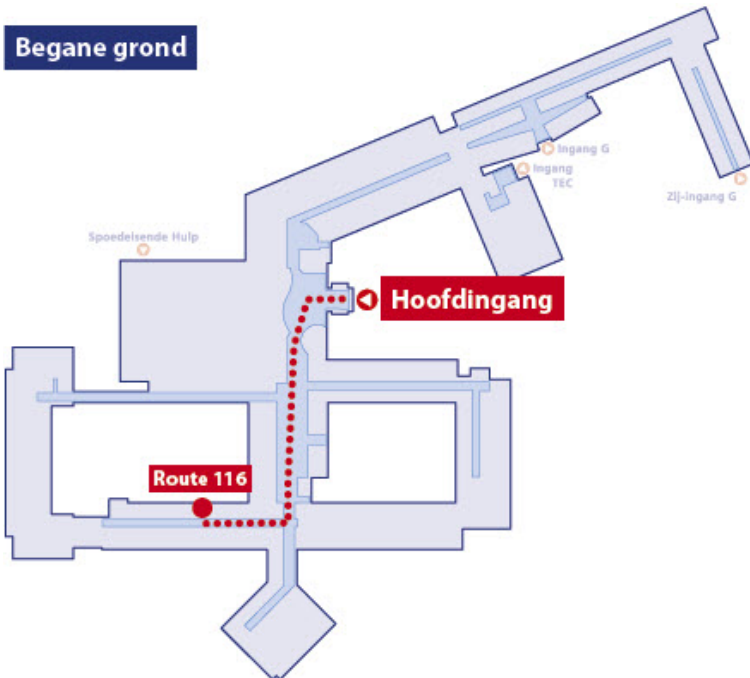 Begane grond
Ingang G
Ingang
TEC
Zij-ingang G
Spoedeisende Hulp
Hoofdingang
Route 116